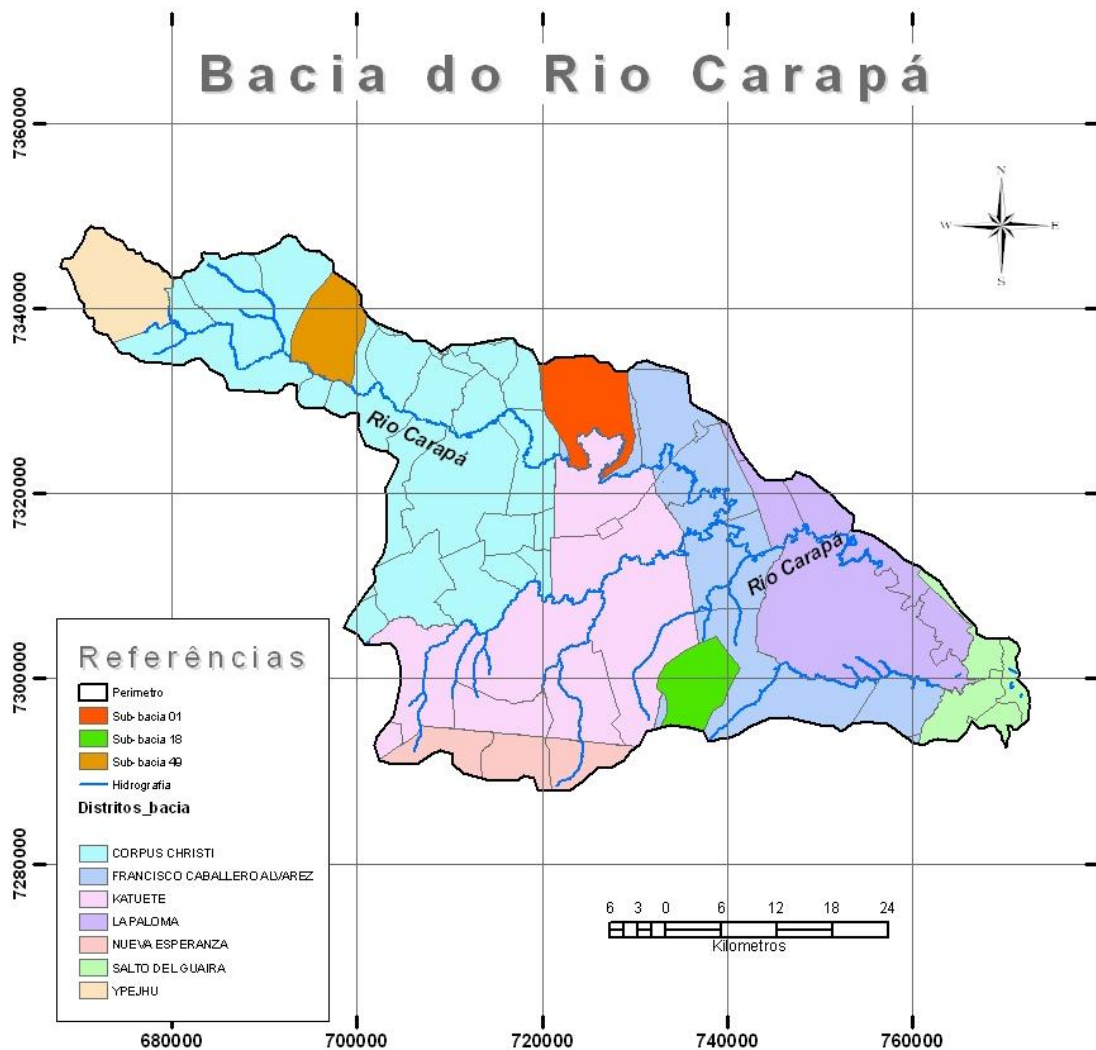 Bacia do Rio Carapá
7360000
7340000
7320000
7300000
7280000
N
W
E
S
Rio Carapá
Rio Carapá
Referências
Perimetro
Sub-bacia 01
Sub-bacia 18
Sub-bacia 49
Hidrografia
Distritos_bacia
CORPUS CHRISTI
FRANCISCO CABALLERO ALVAREZ
KATUETE
LA PALOMA
NUEVA ESPERANZA
SALTO DEL GUAIRA
YPEJHU
6 3 0 6 12 18 24
Kilometros
680000 700000 720000 740000 760000